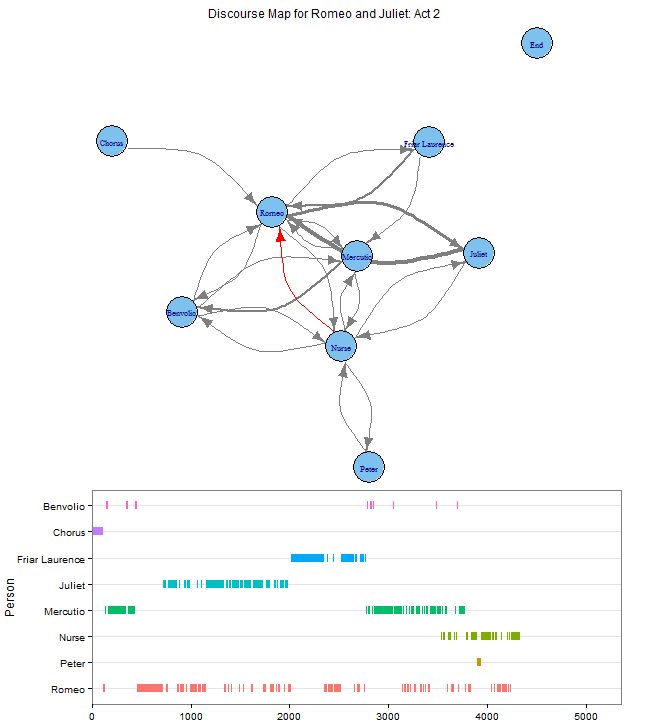 Discourse Map for Romeo and Juliet: Act 2
End
Chorus
Friar Laurence
Romeo
Mercutio
Juliet
Benvolio
Nurse
Peter
Person
Benvolio
Chorus
Friar Laurence
Juliet
Mercutio
Nurse
Peter
Romeo
0 1000 2000 3000 4000 5000